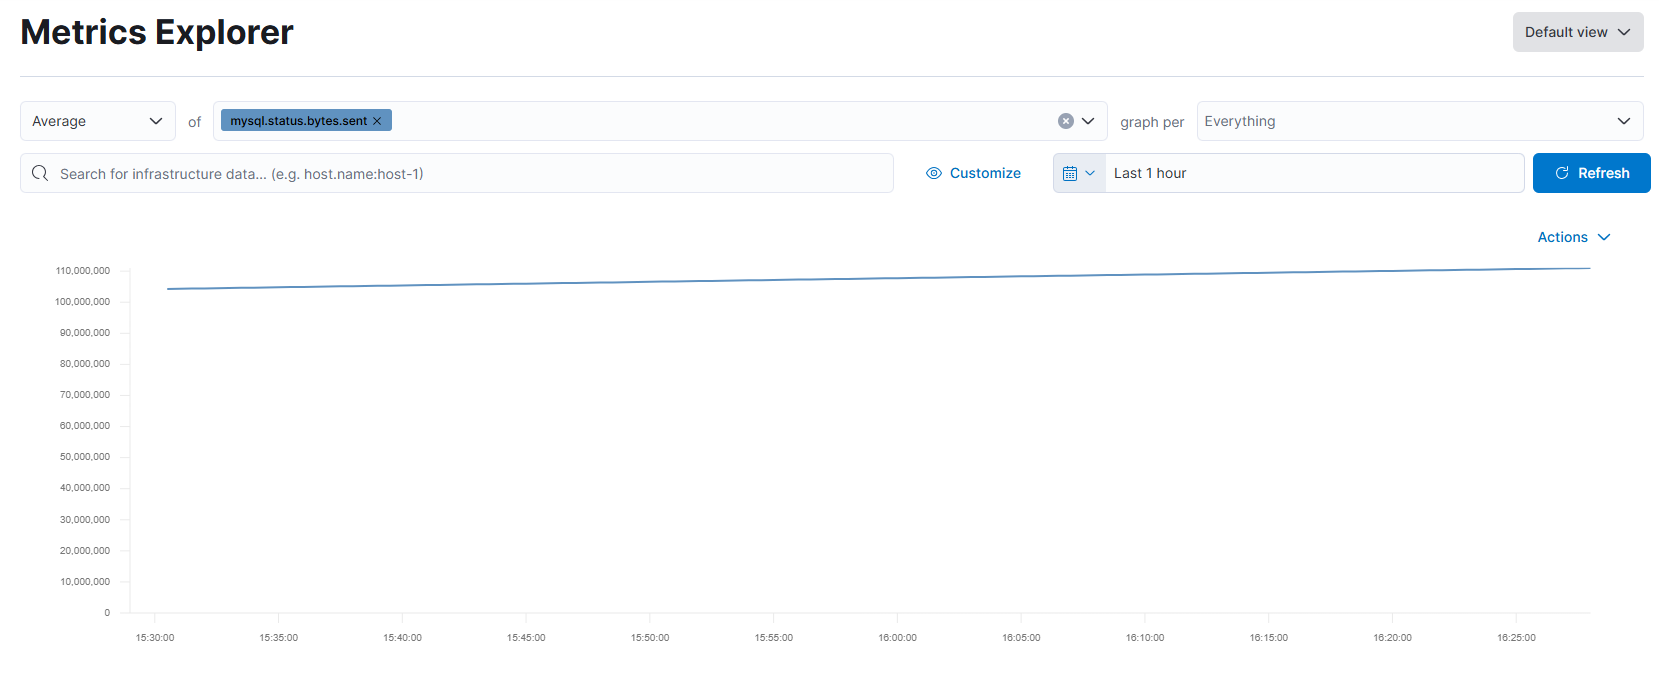 Metrics Explorer
Default view
Average of mysql.status.bytes.sent × graph per Everything
Search for infrastructure data... (e.g. host.name:host-1) Customize Last 1 hour Refresh
Actions
110,000,000
100,000,000
90,000,000
80,000,000
70,000,000
60,000,000
50,000,000
40,000,000
30,000,000
20,000,000
10,000,000
0
15:30:00 15:35:00 15:40:00 15:45:00 15:50:00 15:55:00 16:00:00 16:05:00 16:10:00 16:15:00 16:20:00 16:25:00